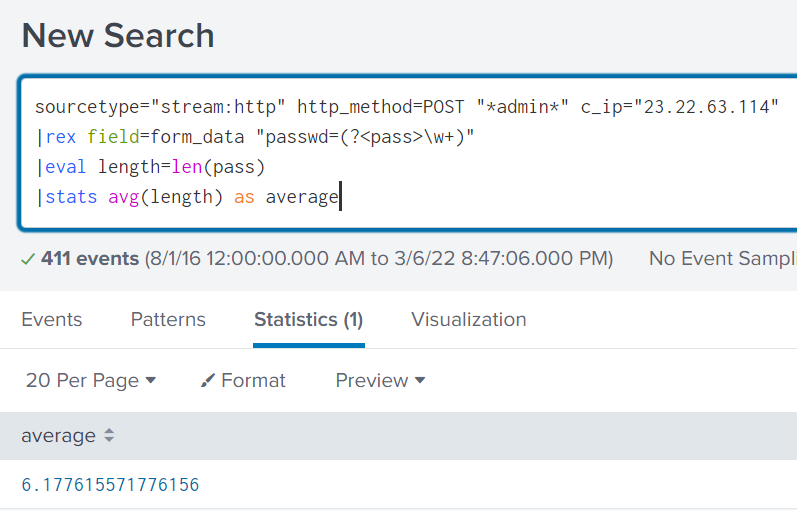 New Search
sourcetype="stream:http" http_method=POST "*admin*" c_ip="23.22.63.114"
|rex field=form_data "passwd=(?<pass>\w+)"
|eval length=len(pass)
|stats avg(length) as average
411 events (8/1/16 12:00:00.000 AM to 3/6/22 8:47:06.000 PM) No Event Sampl
Events Patterns Statistics (1) Visualization
20 Per Page Format Preview
average
6.177615571776156